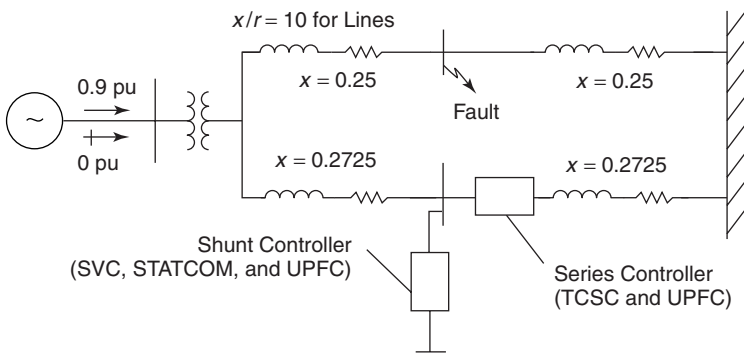 x/r = 10 for Lines
x = 0.25
x = 0.25
Fault
0.9 pu
~
0 pu
x = 0.2725
x = 0.2725
Shunt Controller
(SVC, STATCOM, and UPFC)
Series Controller
(TCSC and UPFC)